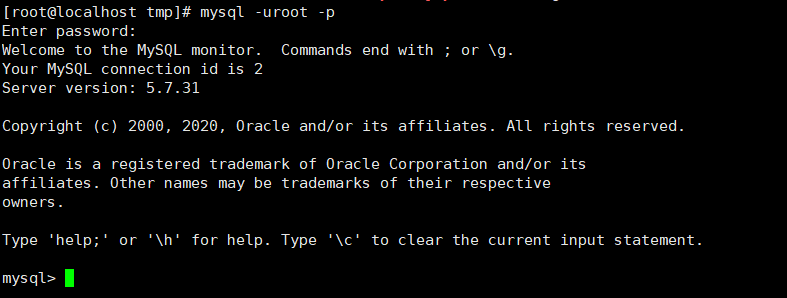 [root@localhost tmp]# mysql -uroot -p
Enter password:
Welcome to the MySQL monitor.  Commands end with ; or \g.
Your MySQL connection id is 2
Server version: 5.7.31
Copyright (c) 2000, 2020, Oracle and/or its affiliates. All rights reserved.
Oracle is a registered trademark of Oracle Corporation and/or its
affiliates. Other names may be trademarks of their respective
owners.
Type 'help;' or '\h' for help. Type '\c' to clear the current input statement.
mysql>